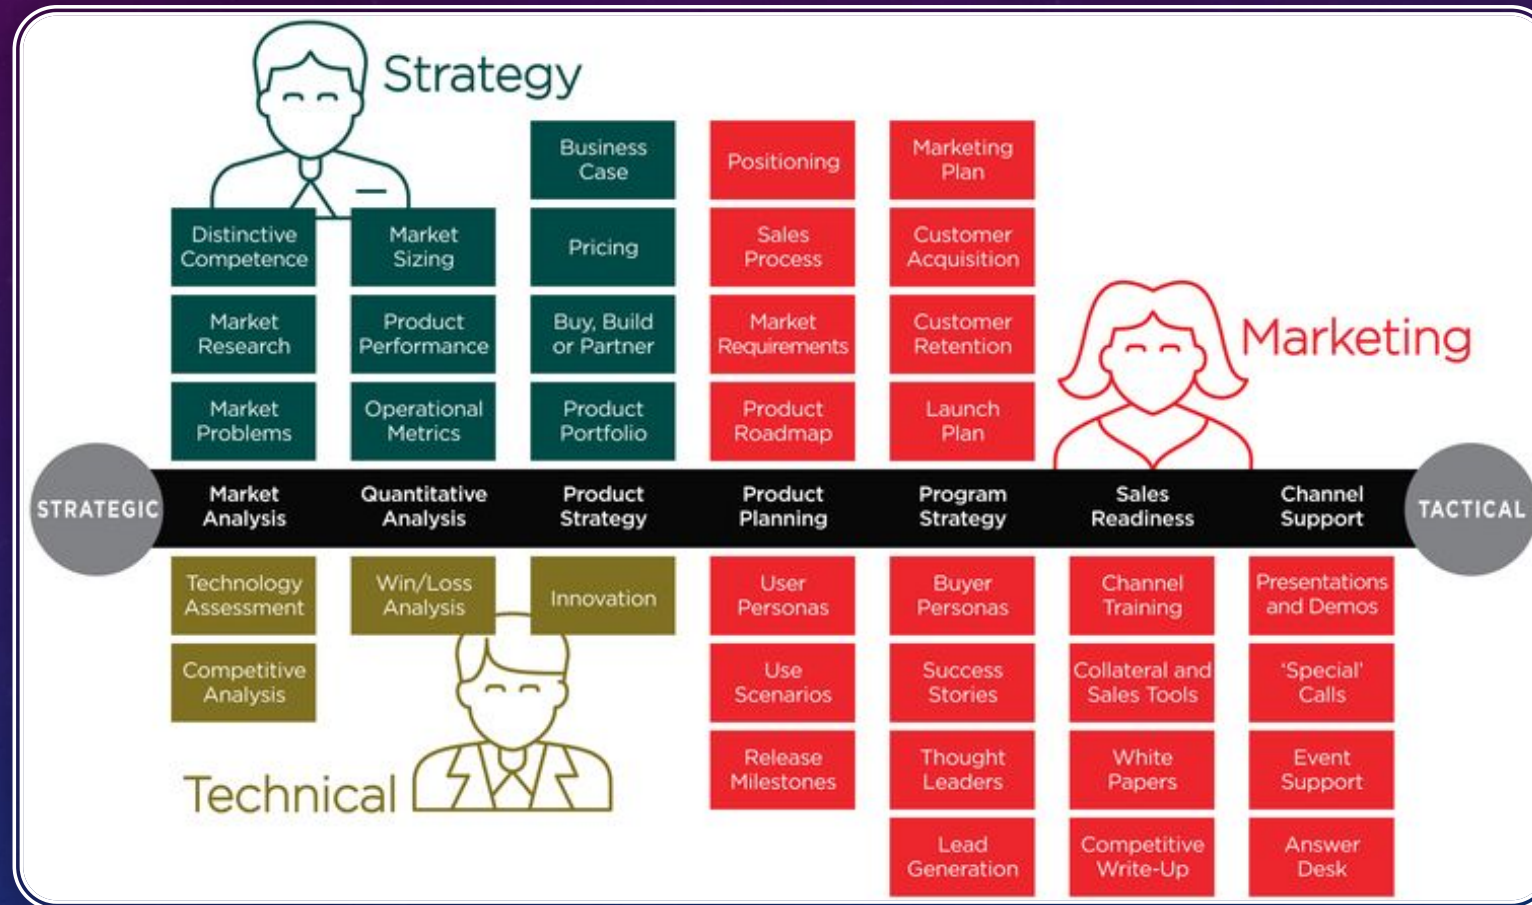 Strategy
Business
Case
Positioning
Marketing
Plan
Distinctive
Competence
Market
Sizing
Pricing
Sales
Process
Customer
Acquisition
Market
Research
Product
Performance
Buy, Build
or Partner
Market
Requirements
Customer
Retention
Marketing
Market
Problems
Operational
Metrics
Product
Portfolio
Product
Roadmap
Launch
Plan
STRATEGIC
Market
Analysis
Quantitative
Analysis
Product
Strategy
Product
Planning
Program
Strategy
Sales
Readiness
Channel
Support
TACTICAL
Technology
Assessment
Win/Loss
Analysis
Innovation
User
Personas
Buyer
Personas
Channel
Training
Presentations
and Demos
Competitive
Analysis
Use
Scenarios
Success
Stories
Collateral and
Sales Tools
‘Special’
Calls
Technical
Release
Milestones
Thought
Leaders
White
Papers
Event
Support
Lead
Generation
Competitive
Write-Up
Answer
Desk